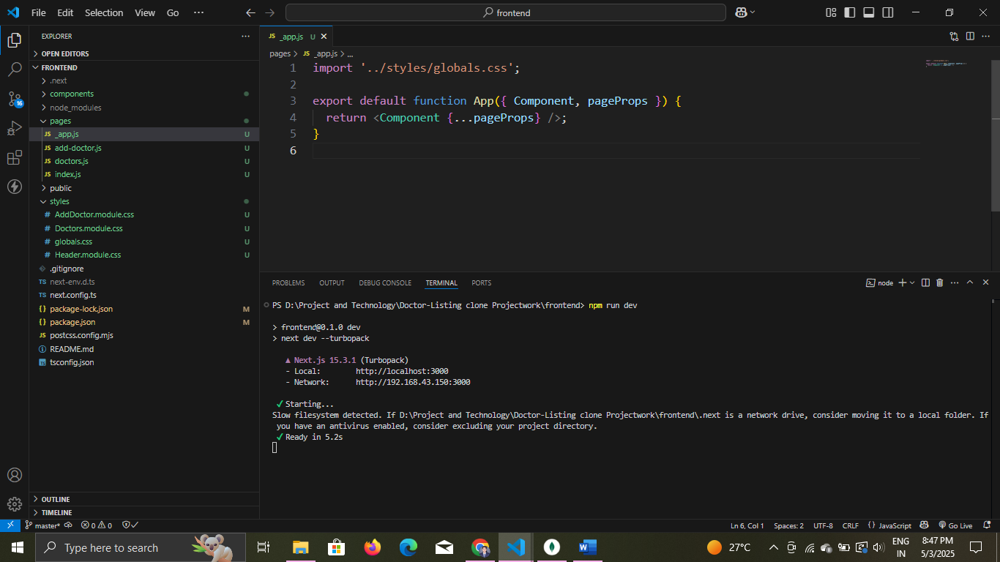 File Edit Selection View Go ··· frontend
EXPLORER ···
OPEN EDITORS
FRONTEND
.next
components
node_modules
pages
JS _app.js U
JS add-doctor.js U
JS doctors.js U
JS index.js U
public
styles
# AddDoctor.module.css U
# Doctors.module.css U
# globals.css U
# Header.module.css U
.gitignore
TS next-env.d.ts
TS next.config.ts
{} package-lock.json M
{} package.json M
JS postcss.config.mjs
README.md
TS tsconfig.json
OUTLINE
TIMELINE
16
JS _app.js U
pages > JS _app.js > ...
1 import '../styles/globals.css';
2
3 export default function App({ Component, pageProps }) {
4 return <Component {...pageProps} />;
5 }
6
PROBLEMS OUTPUT DEBUG CONSOLE TERMINAL PORTS node
PS D:\Project and Technology\Doctor-Listing clone Projectwork\frontend> npm run dev
> frontend@0.1.0 dev
> next dev --turbopack
▲ Next.js 15.3.1 (Turbopack)
- Local: http://localhost:3000
- Network: http://192.168.43.150:3000
✓ Starting...
Slow filesystem detected. If D:\Project and Technology\Doctor-Listing clone Projectwork\frontend\.next is a network drive, consider moving it to a local folder. If
you have an antivirus enabled, consider excluding your project directory.
✓ Ready in 5.2s
master* 0 0 Ln 6, Col 1 Spaces: 2 UTF-8 CRLF {} JavaScript Go Live
Type here to search 27°C ENG 8:47 PM
IN 5/3/2025